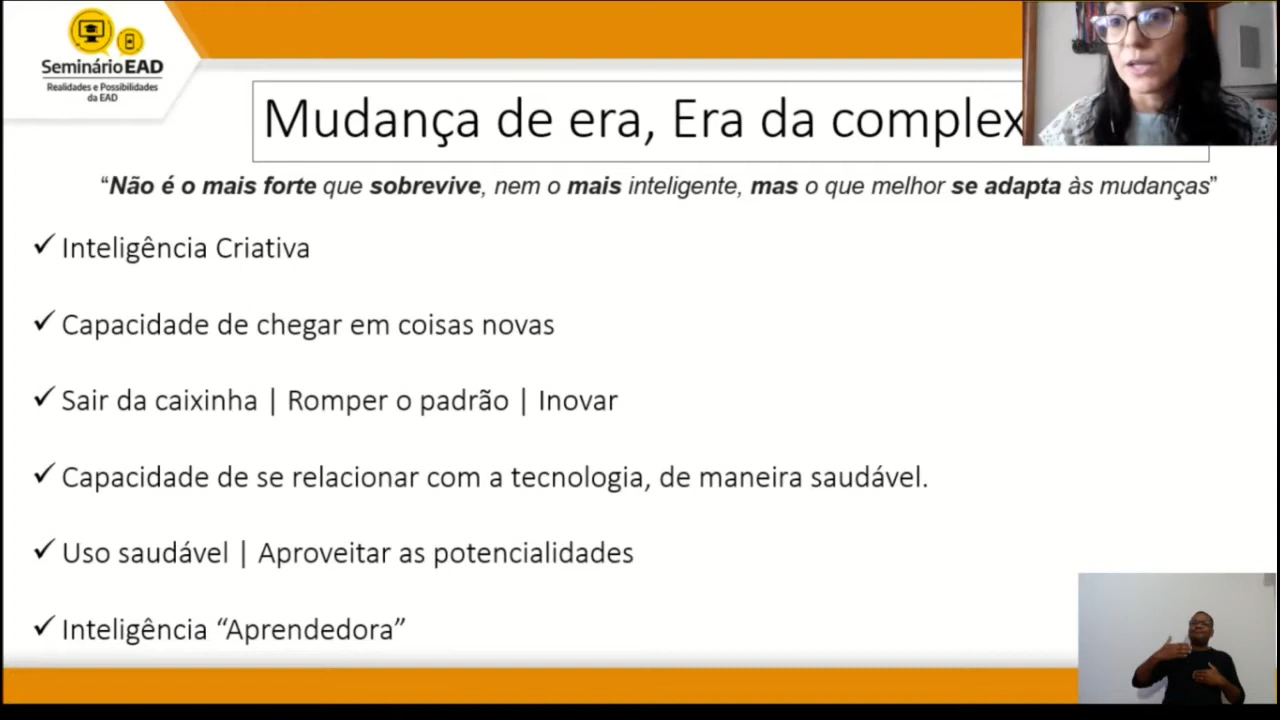 Seminário EAD
Realidades e Possibilidades
da EAD
Mudança de era, Era da
“Não é o mais forte que sobrevive, nem o mais inteligente, mas o que melhor se adapta às mudanças”
✓ Inteligência Criativa
✓ Capacidade de chegar em coisas novas
✓ Sair da caixinha | Romper o padrão | Inovar
✓ Capacidade de se relacionar com a tecnologia, de maneira saudável.
✓ Uso saudável | Aproveitar as potencialidades
✓ Inteligência “Aprendedora”